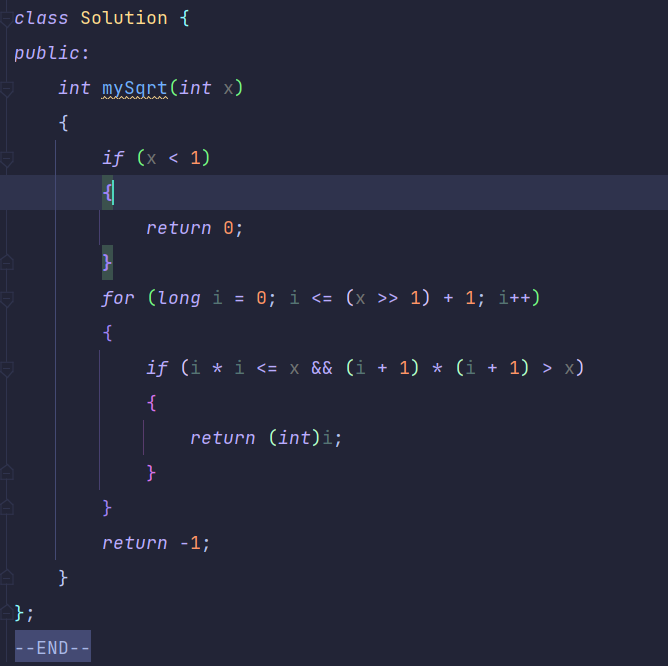 class Solution {
public:
    int mySqrt(int x)
    {
        if (x < 1)
        {
            return 0;
        }
        for (long i = 0; i <= (x >> 1) + 1; i++)
        {
            if (i * i <= x && (i + 1) * (i + 1) > x)
            {
                return (int)i;
            }
        }
        return -1;
    }
};
--END--